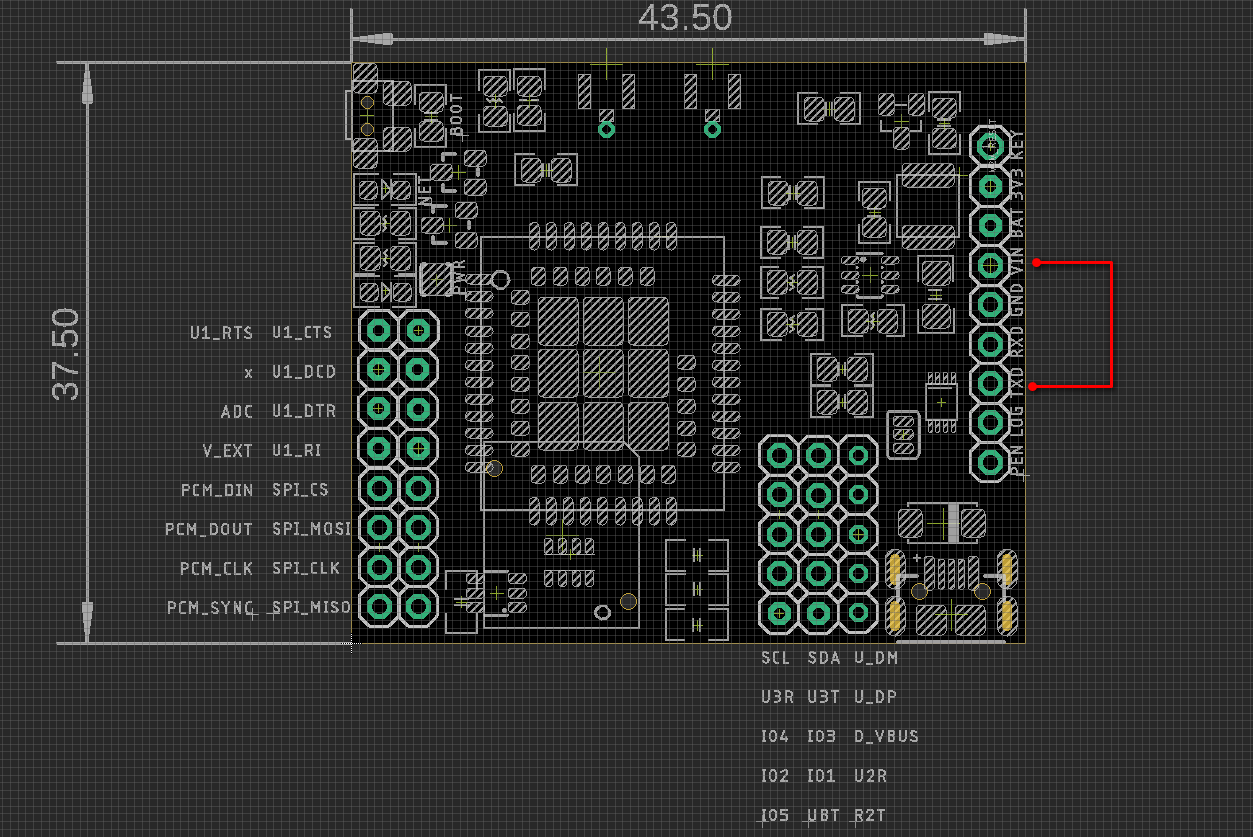 43.50
37.50
BOOT
NET
PWR
KEY
3V3
BAT
VIN
GND
RXD
TXD
LOG
PEN
U1_RTS U1_CTS
x U1_DCD
ADC U1_DTR
V_EXT U1_RI
PCM_DIN SPI_CS
PCM_DOUT SPI_MOSI
PCM_CLK SPI_CLK
PCM_SYNC SPI_MISO
+
SCL SDA U_DM
U3R U3T U_DP
IO4 IO3 D_VBUS
IO2 IO1 U2R
IO5 UBT R2T